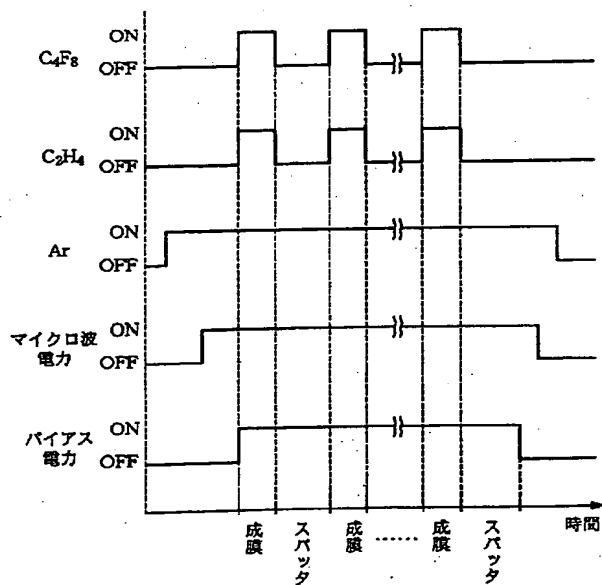 ON
C₄F₈
OFF
ON
C₂H₄
OFF
ON
Ar
OFF
ON
マイクロ波
電力
OFF
ON
バイアス
電力
OFF
時間
成膜
スパッタ
成膜
……
成膜
スパッタ